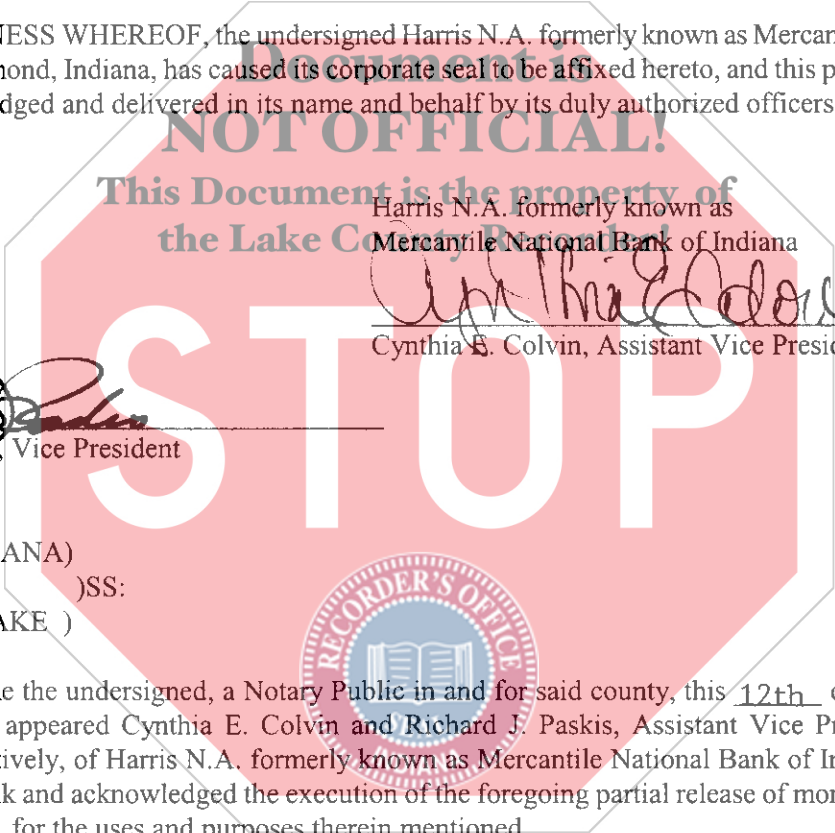 NESS WHEREOF, the undersigned Harris N.A. formerly known as Mercan
nond, Indiana, has caused its corporate seal to be affixed hereto, and this p
dged and delivered in its name and behalf by its duly authorized officers
Document is
NOT OFFICIAL!
This Document is the property of
the Lake County Recorder!
Harris N.A. formerly known as
Mercantile National Bank of Indiana
Cynthia E. Colvin
Cynthia E. Colvin, Assistant Vice Presid
, Vice President
STOP
ANA)
)SS:
AKE )
RECORDER'S OFFICE
SEAL
INDIANA
e the undersigned, a Notary Public in and for said county, this 12th d
appeared Cynthia E. Colvin and Richard J. Paskis, Assistant Vice Pr
tively, of Harris N.A. formerly known as Mercantile National Bank of In
nk and acknowledged the execution of the foregoing partial release of mor
for the uses and purposes therein mentioned